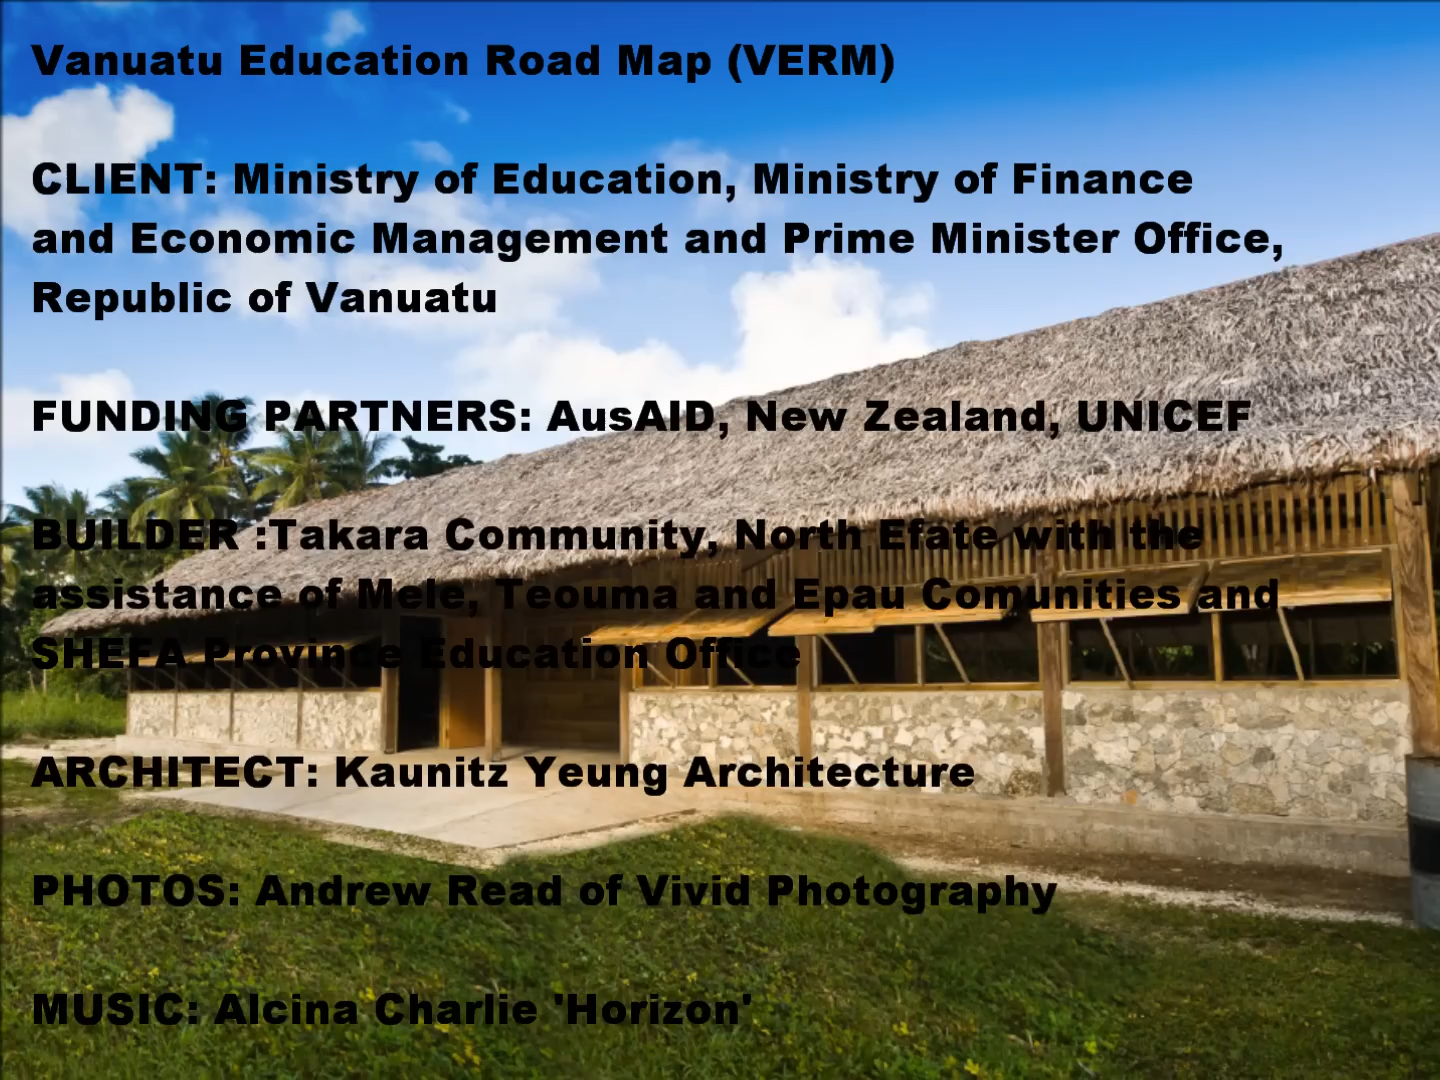 Vanuatu Education Road Map (VERM)
CLIENT: Ministry of Education, Ministry of Finance
and Economic Management and Prime Minister Office,
Republic of Vanuatu
FUNDING PARTNERS: AusAID, New Zealand, UNICEF
BUILDER :Takara Community, North Efate with the
assistance of Mele, Teouma and Epau Comunities and
SHEFA Province Education Office
ARCHITECT: Kaunitz Yeung Architecture
PHOTOS: Andrew Read of Vivid Photography
MUSIC: Alcina Charlie 'Horizon'